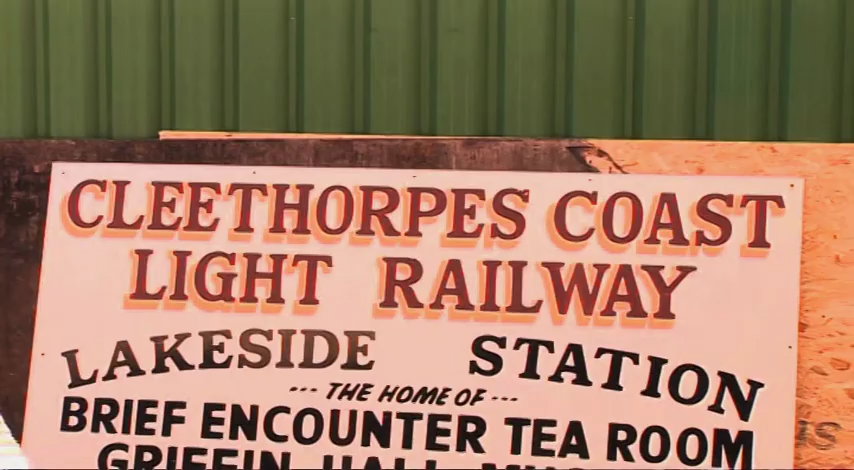 CLEETHORPES COAST
LIGHT RAILWAY
LAKESIDE STATION
--- THE HOME OF ---
BRIEF ENCOUNTER TEA ROOM
GRIFFIN HALL